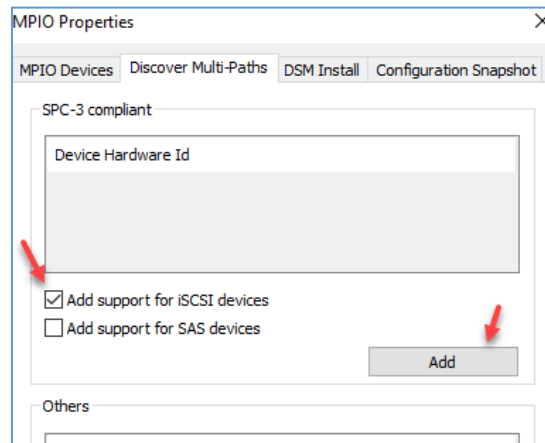 MPIO Properties
MPIO Devices Discover Multi-Paths DSM Install Configuration Snapshot
SPC-3 compliant
Device Hardware Id
Add support for iSCSI devices
Add support for SAS devices
Add
Others